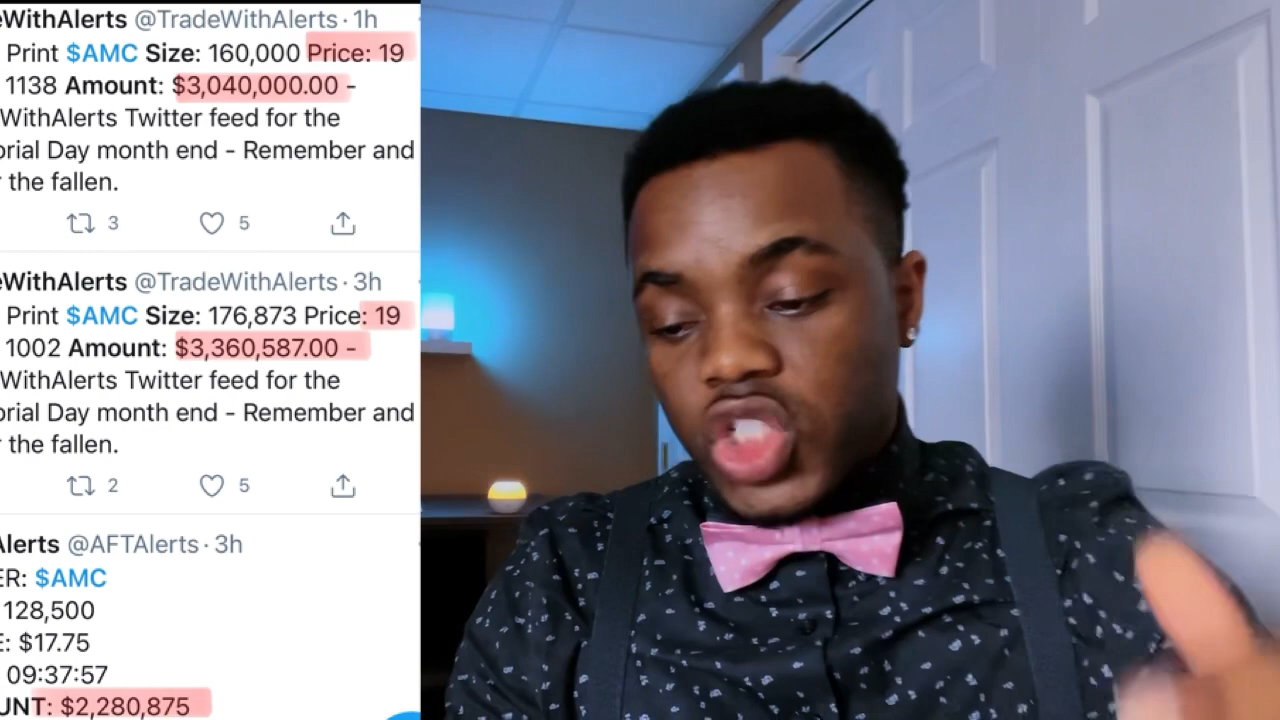 eWithAlerts @TradeWithAlerts · 1h
Print $AMC Size: 160,000 Price: 19
1138 Amount: $3,040,000.00 -
WithAlerts Twitter feed for the
orial Day month end - Remember and
the fallen.
3 5
eWithAlerts @TradeWithAlerts · 3h
Print $AMC Size: 176,873 Price: 19
1002 Amount: $3,360,587.00 -
WithAlerts Twitter feed for the
orial Day month end - Remember and
the fallen.
2 5
Alerts @AFTAlerts · 3h
ER: $AMC
128,500
E: $17.75
09:37:57
UNT: $2,280,875